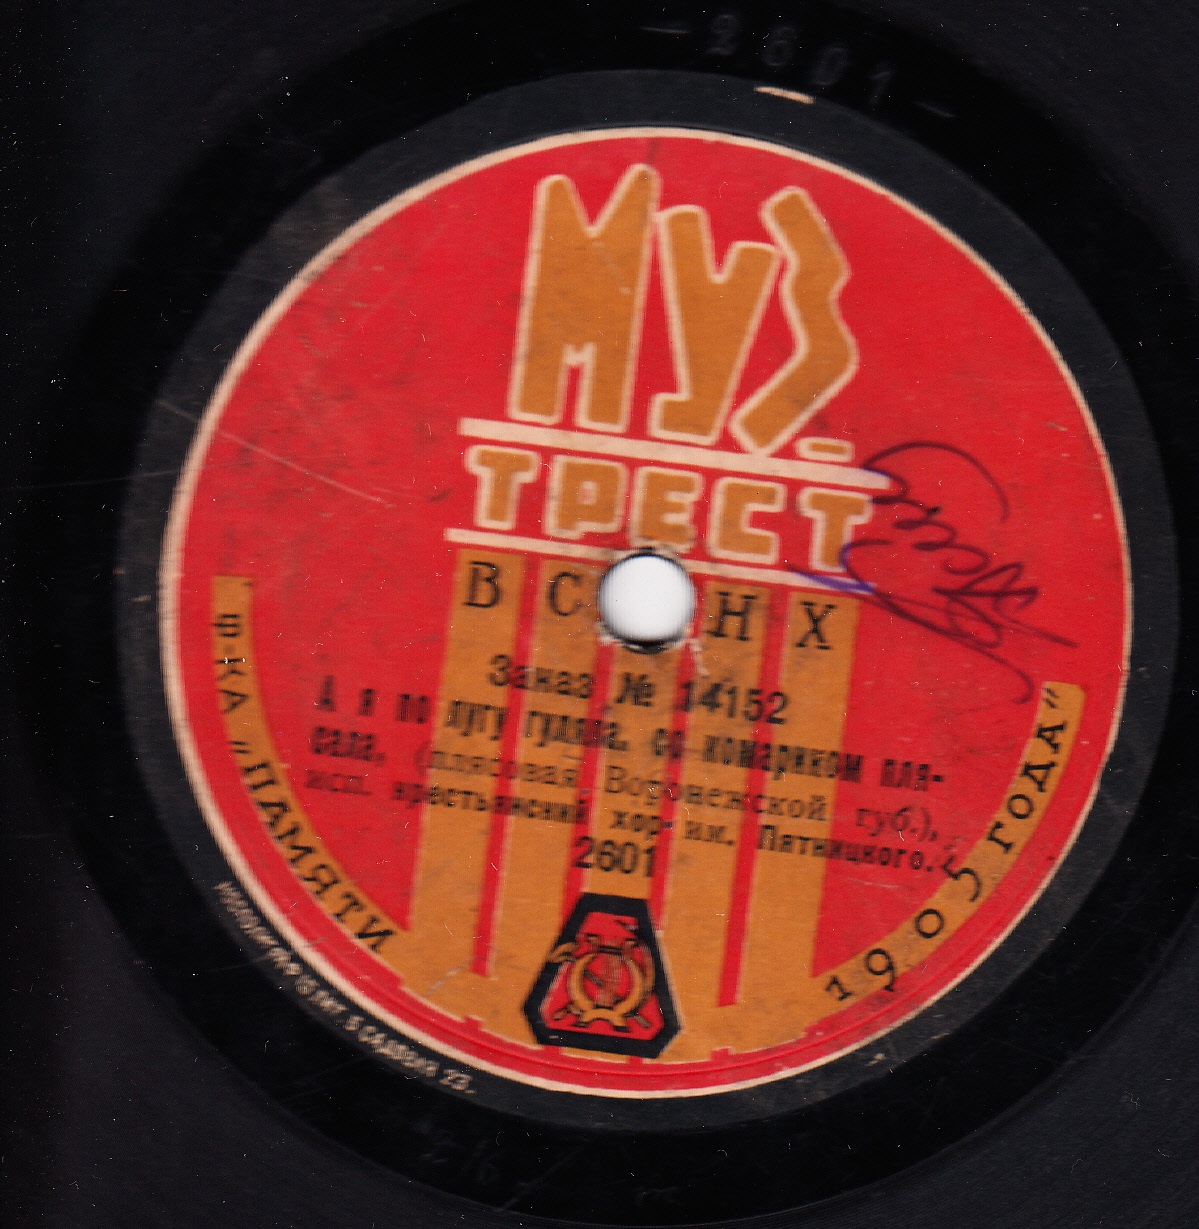 2601
МУЗ-
ТРЕСТ
ВСНХ
Заказ № 14152
А я по лугу гуляла, со комариком пля-
сала, (плясовая Воронежской губ.),
исп. крестьянский хор им. Пятницкого.
2601
Ф-КА „ПАМЯТИ
1905 ГОДА”